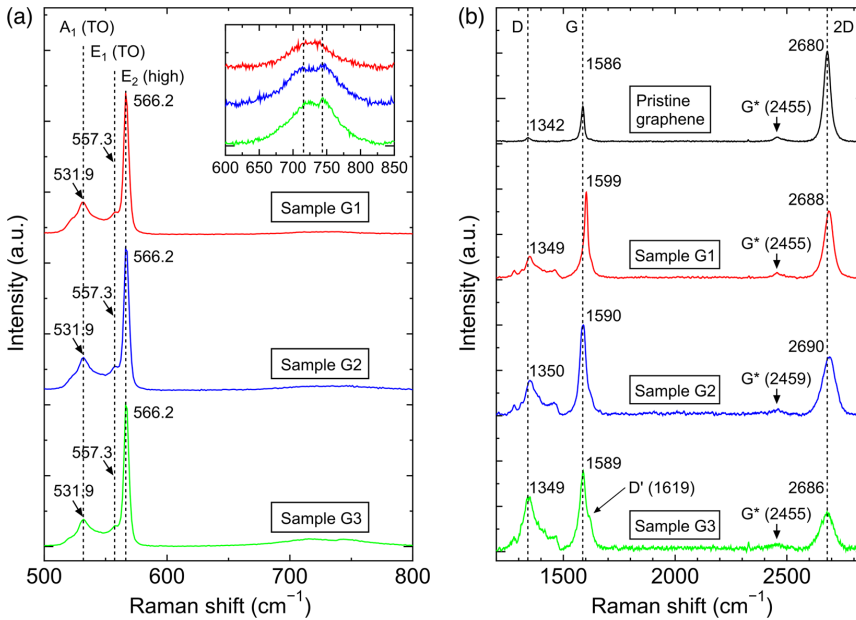 (a)
A₁ (TO)
E₁ (TO)
E₂ (high)
566.2
557.3
531.9
Sample G1
600 650 700 750 800 850
566.2
557.3
531.9
Sample G2
566.2
557.3
531.9
Sample G3
Intensity (a.u.)
500 600 700 800
Raman shift (cm⁻¹)
(b)
D G 2D
1586
2680
Pristine
graphene
G* (2455)
1342
1599
2688
1349
Sample G1
G* (2455)
1590
2690
1350
Sample G2
G* (2459)
1589
D' (1619)
2686
1349
G* (2455)
Sample G3
Intensity (a.u.)
1500 2000 2500
Raman shift (cm⁻¹)